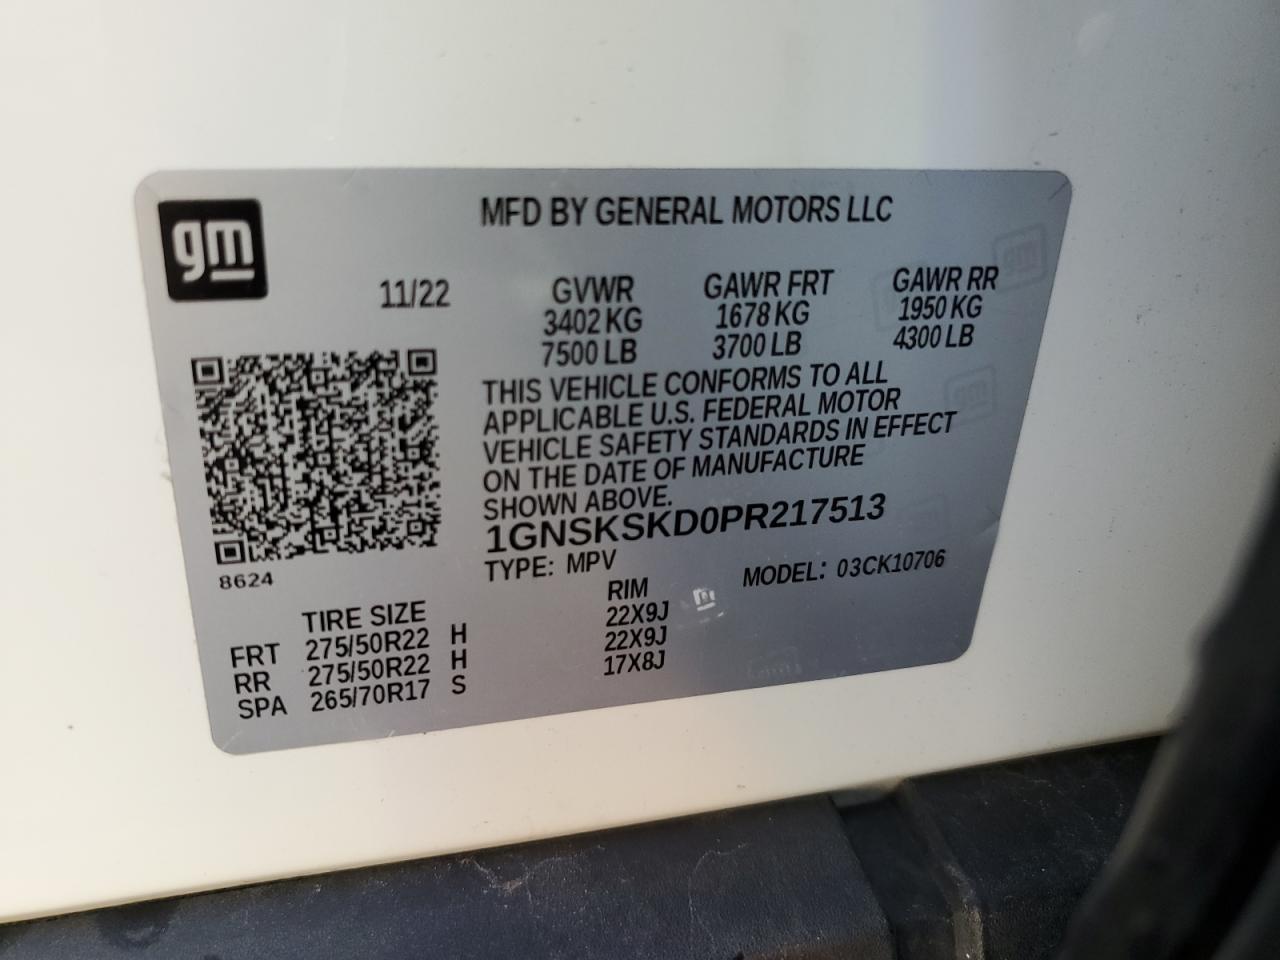 gm
MFD BY GENERAL MOTORS LLC
11/22 GVWR GAWR FRT GAWR RR
3402 KG 1678 KG 1950 KG
7500 LB 3700 LB 4300 LB
THIS VEHICLE CONFORMS TO ALL
APPLICABLE U.S. FEDERAL MOTOR
VEHICLE SAFETY STANDARDS IN EFFECT
ON THE DATE OF MANUFACTURE
SHOWN ABOVE.
1GNSKSKD0PR217513
8624
TYPE: MPV MODEL: 03CK10706
TIRE SIZE RIM
FRT 275/50R22 H 22X9J
RR 275/50R22 H 22X9J
SPA 265/70R17 S 17X8J